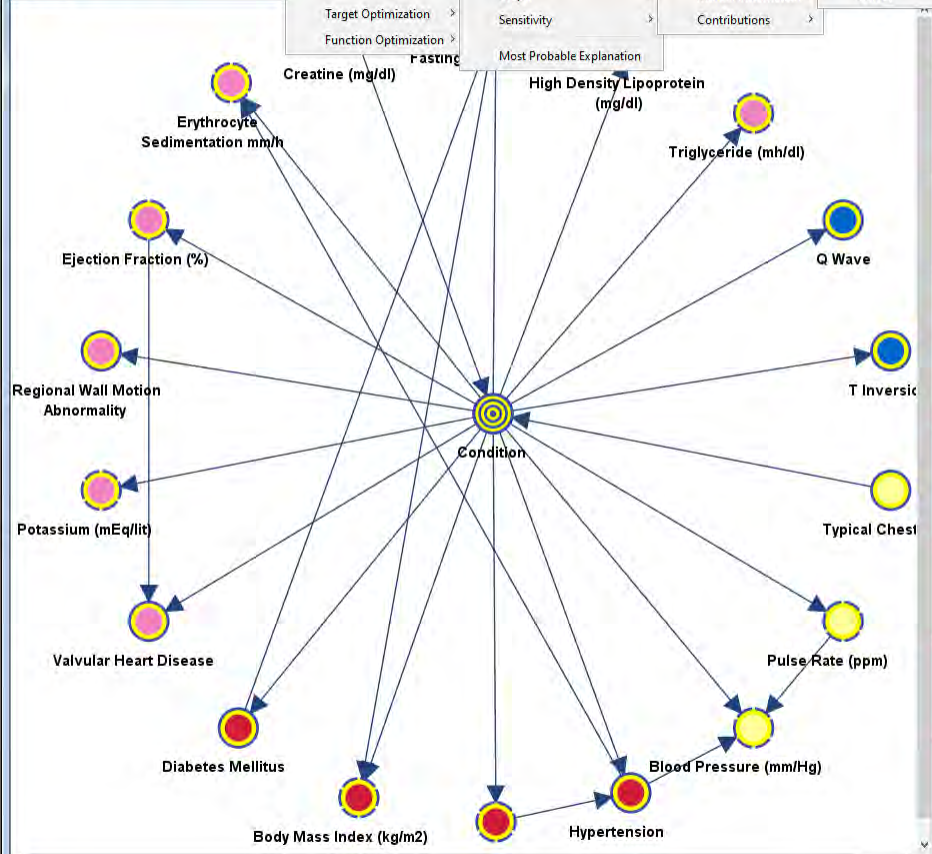 Target Optimization
Function Optimization
Sensitivity
Most Probable Explanation
Contributions
Creatine (mg/dl)
Fasting
High Density Lipoprotein
(mg/dl)
Erythrocyte
Sedimentation mm/h
Triglyceride (mh/dl)
Ejection Fraction (%)
Q Wave
Regional Wall Motion
Abnormality
T Inversic
Condition
Potassium (mEq/lit)
Typical Chest
Valvular Heart Disease
Pulse Rate (ppm)
Diabetes Mellitus
Blood Pressure (mm/Hg)
Body Mass Index (kg/m2)
Hypertension